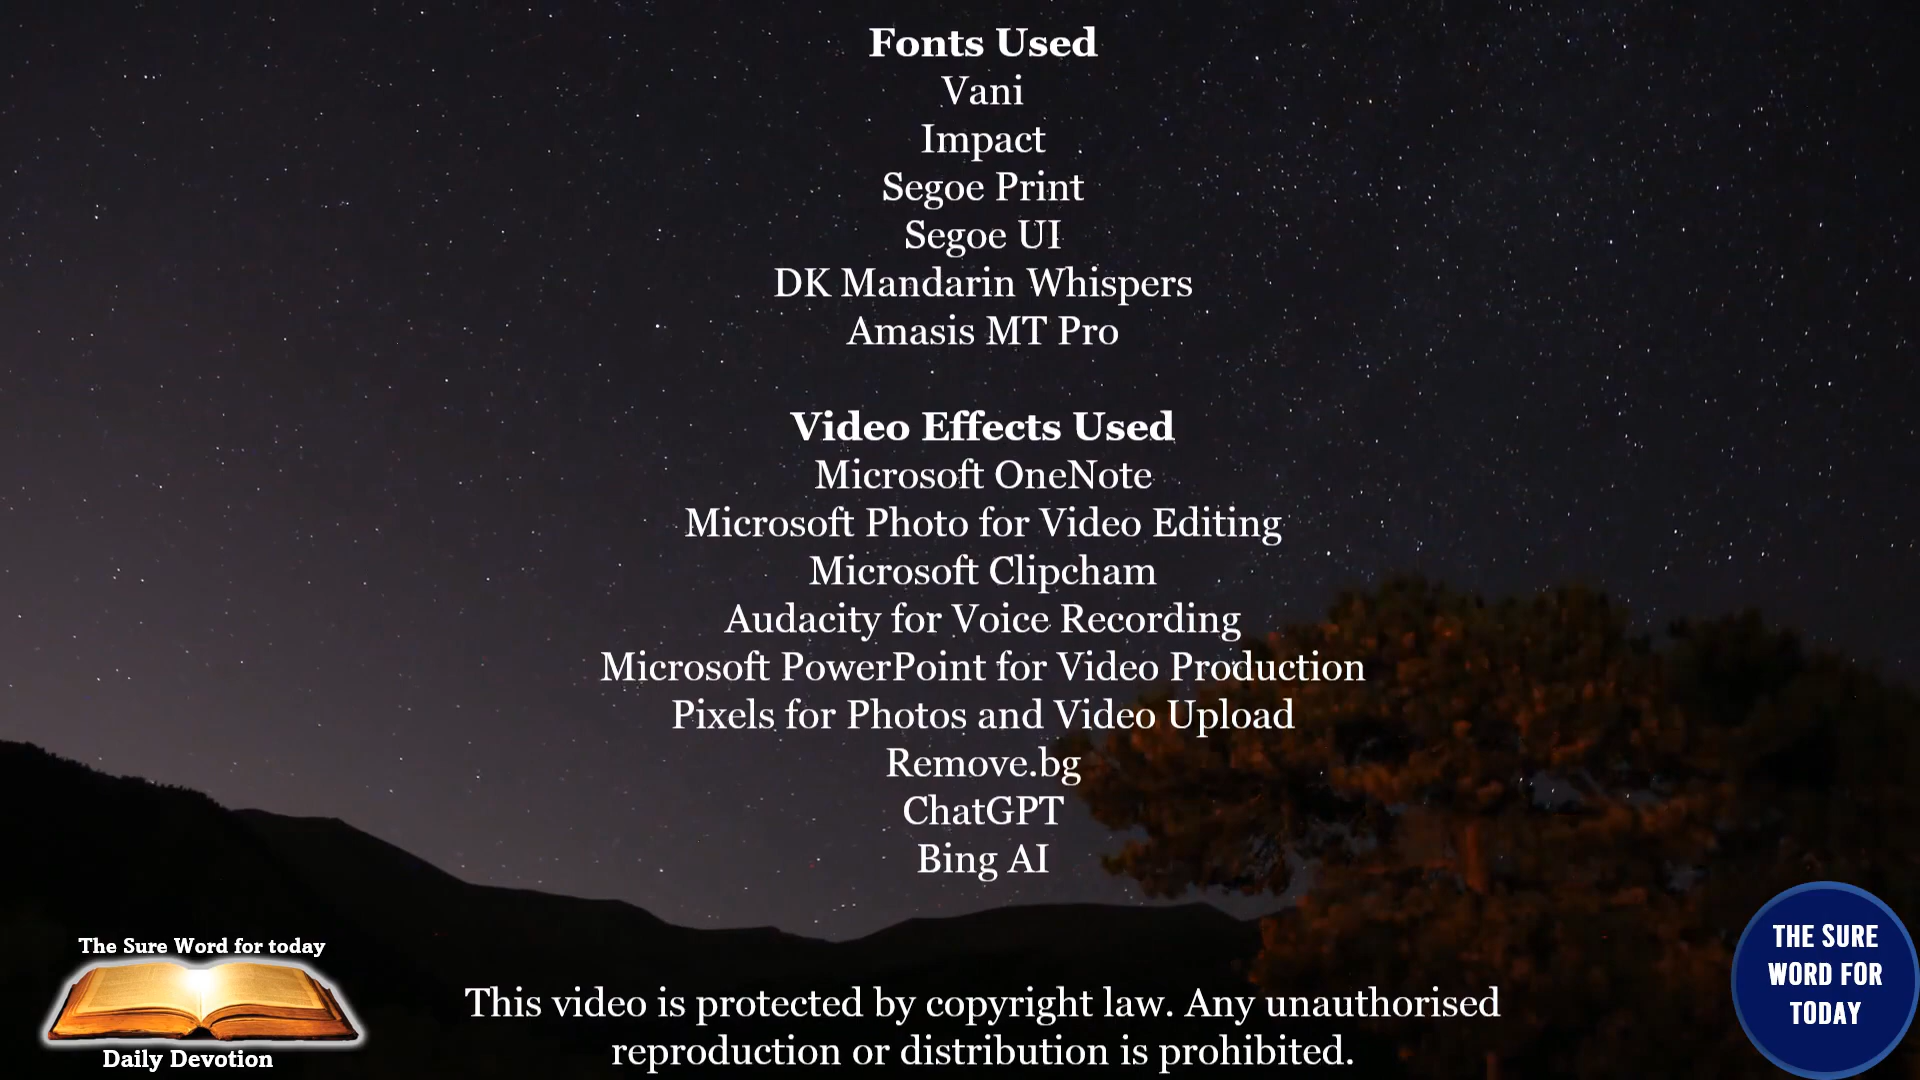 Fonts Used
Vani
Impact
Segoe Print
Segoe UI
DK Mandarin Whispers
Amasis MT Pro
Video Effects Used
Microsoft OneNote
Microsoft Photo for Video Editing
Microsoft Clipcham
Audacity for Voice Recording
Microsoft PowerPoint for Video Production
Pixels for Photos and Video Upload
Remove.bg
ChatGPT
Bing AI
The Sure Word for today
Daily Devotion
This video is protected by copyright law. Any unauthorised
reproduction or distribution is prohibited.
THE SURE
WORD FOR
TODAY